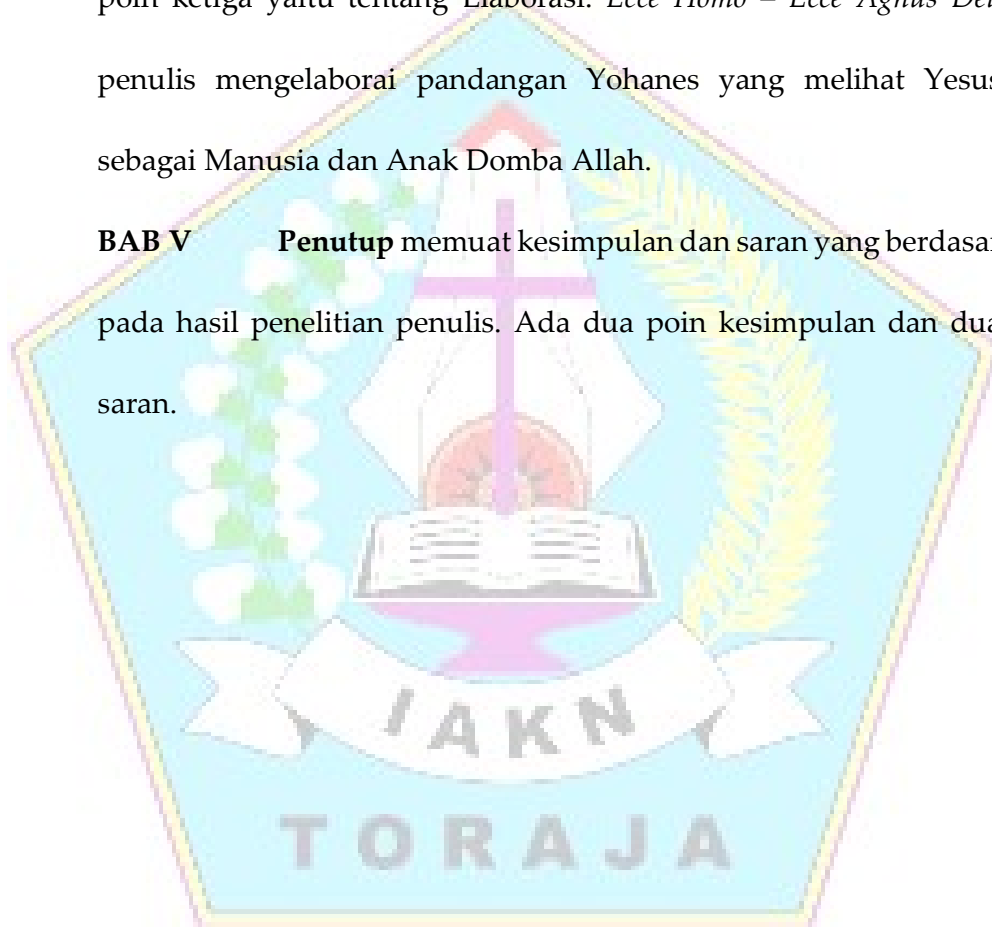 poin ketiga yaitu tentang Elaborasi. Ecce Homo – Ecce Agnus Dei
penulis mengelaborai pandangan Yohanes yang melihat Yesus
sebagai Manusia dan Anak Domba Allah.
BAB V Penutup memuat kesimpulan dan saran yang berdasar
pada hasil penelitian penulis. Ada dua poin kesimpulan dan dua
saran.
IAKN
TORAJA